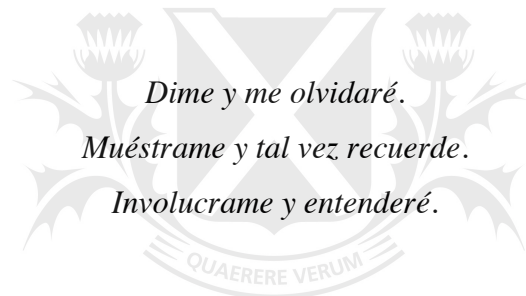 Dime y me olvidaré.
Muéstrame y tal vez recuerde.
Involucrame y entenderé.
QUAERERE VERUM